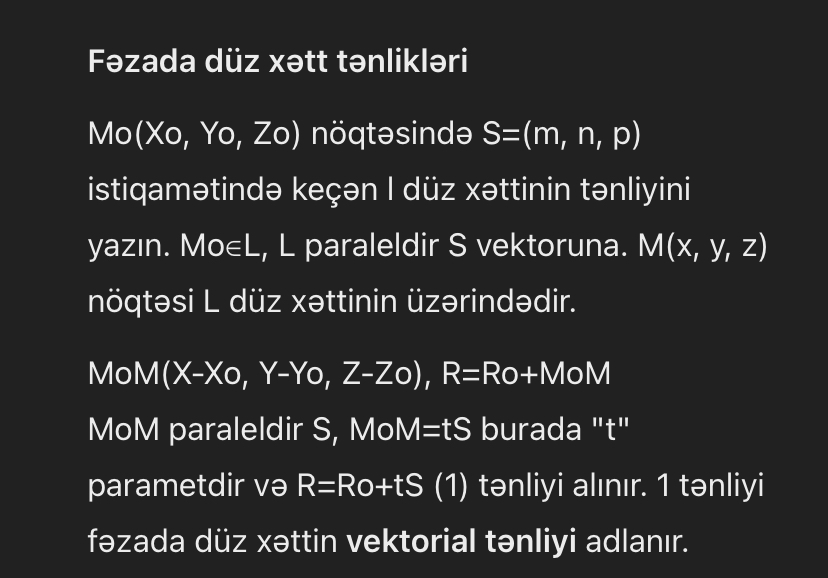 Fəzada düz xətt tənlikləri
Mo(Xo, Yo, Zo) nöqtəsində S=(m, n, p)
istiqamətində keçən l düz xəttinin tənliyini
yazın. Mo∈L, L paraleldir S vektoruna. M(x, y, z)
nöqtəsi L düz xəttinin üzərindədir.
MoM(X-Xo, Y-Yo, Z-Zo), R=Ro+MoM
MoM paraleldir S, MoM=tS burada "t"
parametdir və R=Ro+tS (1) tənliyi alınır. 1 tənliyi
fəzada düz xəttin vektorial tənliyi adlanır.